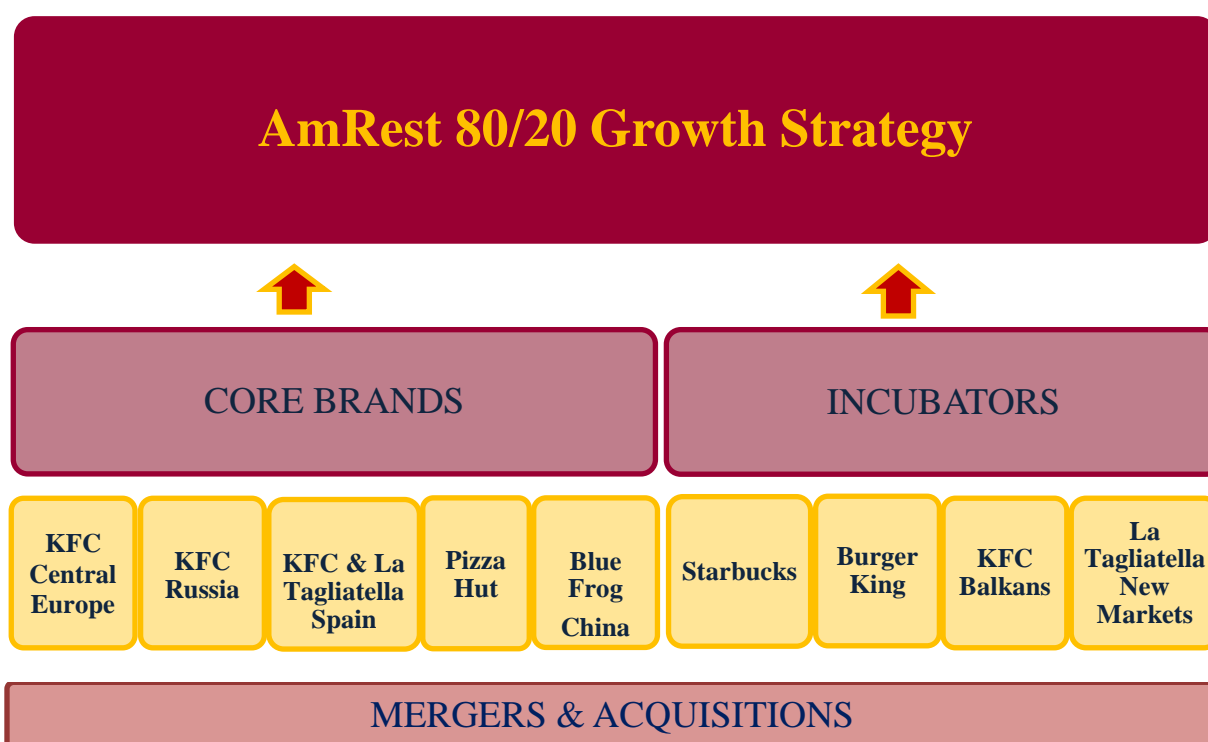 AmRest 80/20 Growth Strategy
CORE BRANDS
INCUBATORS
KFC
Central
Europe
KFC
Russia
KFC & La
Tagliatella
Spain
Pizza
Hut
Blue
Frog
China
Starbucks
Burger
King
KFC
Balkans
La
Tagliatella
New
Markets
MERGERS & ACQUISITIONS